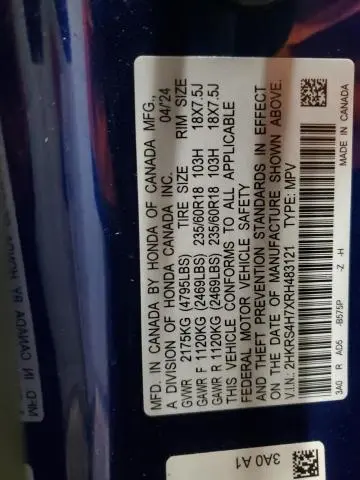 MFD. IN CANADA BY HONDA OF CANADA MFG.,
A DIVISION OF HONDA CANADA INC. 04/24
GVWR 2175KG (4795LBS) TIRE SIZE RIM SIZE
GAWR F 1120KG (2469LBS) 235/60R18 103H 18X7.5J
GAWR R 1120KG (2469LBS) 235/60R18 103H 18X7.5J
THIS VEHICLE CONFORMS TO ALL APPLICABLE
FEDERAL MOTOR VEHICLE SAFETY
AND THEFT PREVENTION STANDARDS IN EFFECT
ON THE DATE OF MANUFACTURE SHOWN ABOVE.
V.I.N.: 2HKRS4H7XRH483121 TYPE: MPV
3A0 R AD5 -B575P -Z -H
MADE IN CANADA
3A0 A1